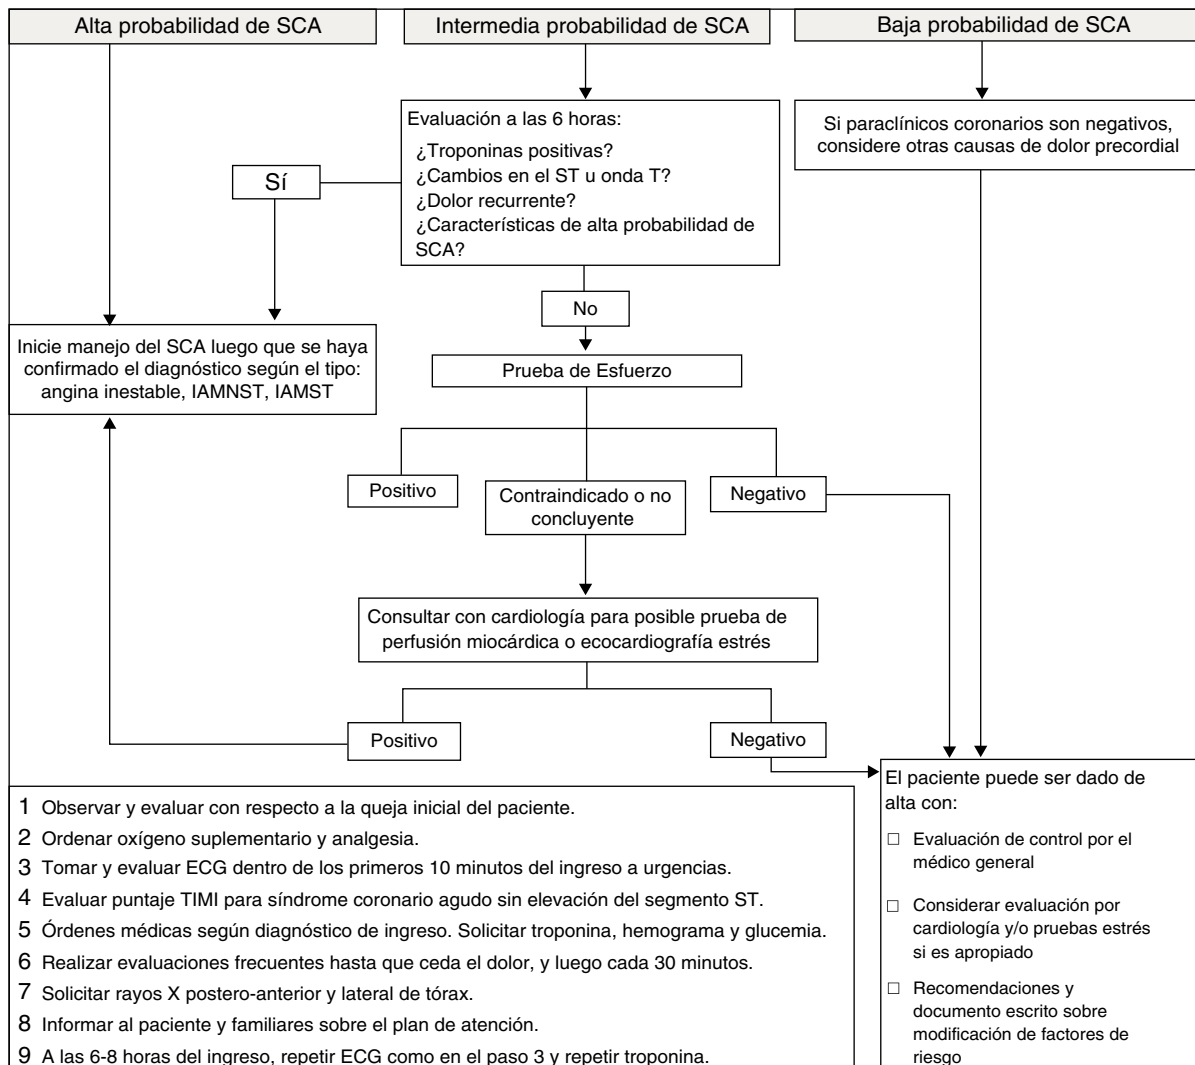 Alta probabilidad de SCA
Intermedia probabilidad de SCA
Baja probabilidad de SCA
Evaluación a las 6 horas:
¿Troponinas positivas?
¿Cambios en el ST u onda T?
¿Dolor recurrente?
¿Características de alta probabilidad de
SCA?
Si paraclínicos coronarios son negativos,
considere otras causas de dolor precordial
Sí
No
Inicie manejo del SCA luego que se haya
confirmado el diagnóstico según el tipo:
angina inestable, IAMNST, IAMST
Prueba de Esfuerzo
Positivo
Contraindicado o no
concluyente
Negativo
Consultar con cardiología para posible prueba de
perfusión miocárdica o ecocardiografía estrés
Positivo
Negativo
1 Observar y evaluar con respecto a la queja inicial del paciente.
2 Ordenar oxígeno suplementario y analgesia.
3 Tomar y evaluar ECG dentro de los primeros 10 minutos del ingreso a urgencias.
4 Evaluar puntaje TIMI para síndrome coronario agudo sin elevación del segmento ST.
5 Órdenes médicas según diagnóstico de ingreso. Solicitar troponina, hemograma y glucemia.
6 Realizar evaluaciones frecuentes hasta que ceda el dolor, y luego cada 30 minutos.
7 Solicitar rayos X postero-anterior y lateral de tórax.
8 Informar al paciente y familiares sobre el plan de atención.
9 A las 6-8 horas del ingreso, repetir ECG como en el paso 3 y repetir troponina.
El paciente puede ser dado de
alta con:
□ Evaluación de control por el
médico general
□ Considerar evaluación por
cardiología y/o pruebas estrés
si es apropiado
□ Recomendaciones y
documento escrito sobre
modificación de factores de
riesgo